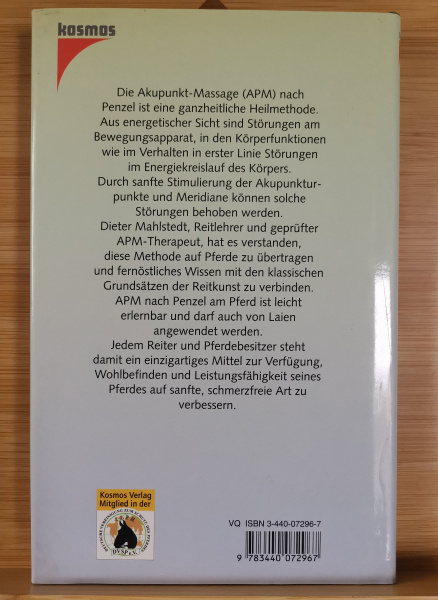 kosmos
Die Akupunkt-Massage (APM) nach
Penzel ist eine ganzheitliche Heilmethode.
Aus energetischer Sicht sind Störungen am
Bewegungsapparat, in den Körperfunktionen
wie im Verhalten in erster Linie Störungen
im Energiekreislauf des Körpers.
Durch sanfte Stimulierung der Akupunktur-
punkte und Meridiane können solche
Störungen behoben werden.
Dieter Mahlstedt, Reitlehrer und geprüfter
APM-Therapeut, hat es verstanden,
diese Methode auf Pferde zu übertragen
und fernöstliches Wissen mit den klassischen
Grundsätzen der Reitkunst zu verbinden.
APM nach Penzel am Pferd ist leicht
erlernbar und darf auch von Laien
angewendet werden.
Jedem Reiter und Pferdebesitzer steht
damit ein einzigartiges Mittel zur Verfügung,
Wohlbefinden und Leistungsfähigkeit seines
Pferdes auf sanfte, schmerzfreie Art zu
verbessern.
Kosmos Verlag
Mitglied in der
VQ ISBN 3-440-07296-7
9 783440 072967